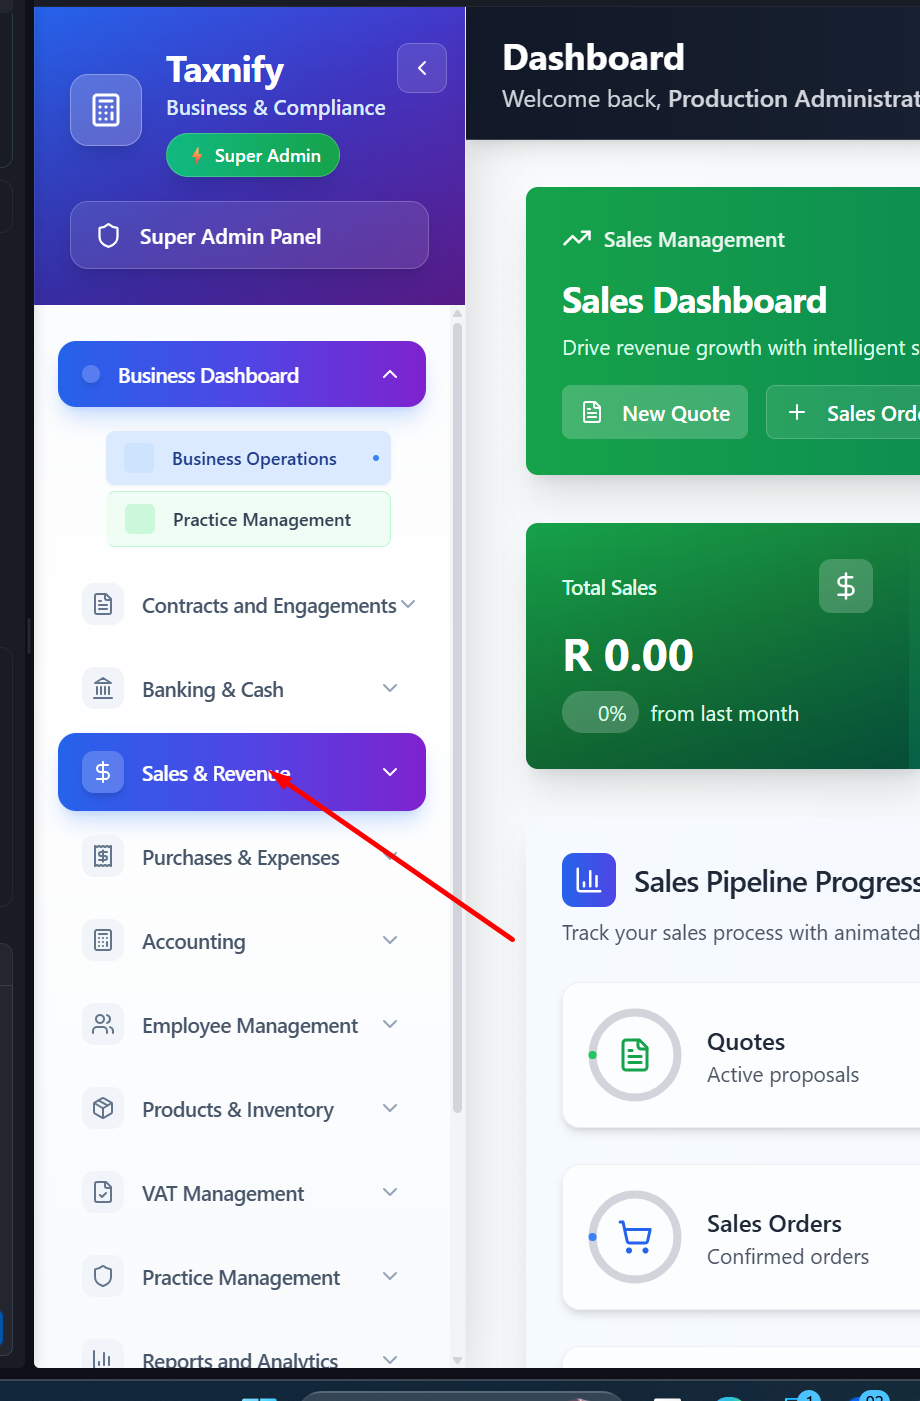 Taxnify
Business & Compliance
Super Admin
Super Admin Panel
Business Dashboard
Business Operations
Practice Management
Contracts and Engagements
Banking & Cash
Sales & Revenue
Purchases & Expenses
Accounting
Employee Management
Products & Inventory
VAT Management
Practice Management
Reports and Analytics
Dashboard
Welcome back, Production Administrat
Sales Management
Sales Dashboard
Drive revenue growth with intelligent s
New Quote
Sales Orde
Total Sales
R 0.00
0% from last month
Sales Pipeline Progress
Track your sales process with animated
Quotes
Active proposals
Sales Orders
Confirmed orders